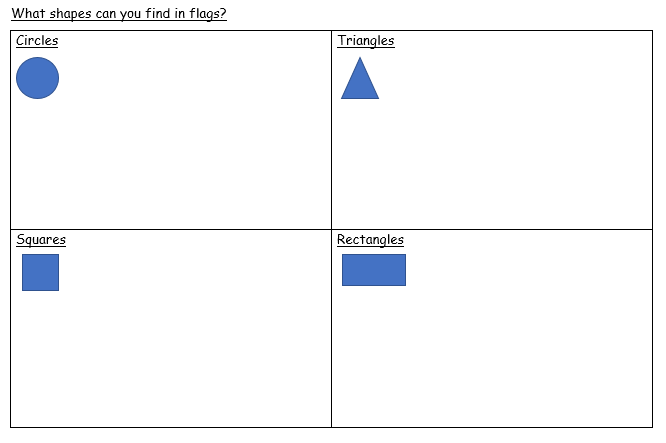 What shapes can you find in flags?
Circles
Triangles
Squares
Rectangles